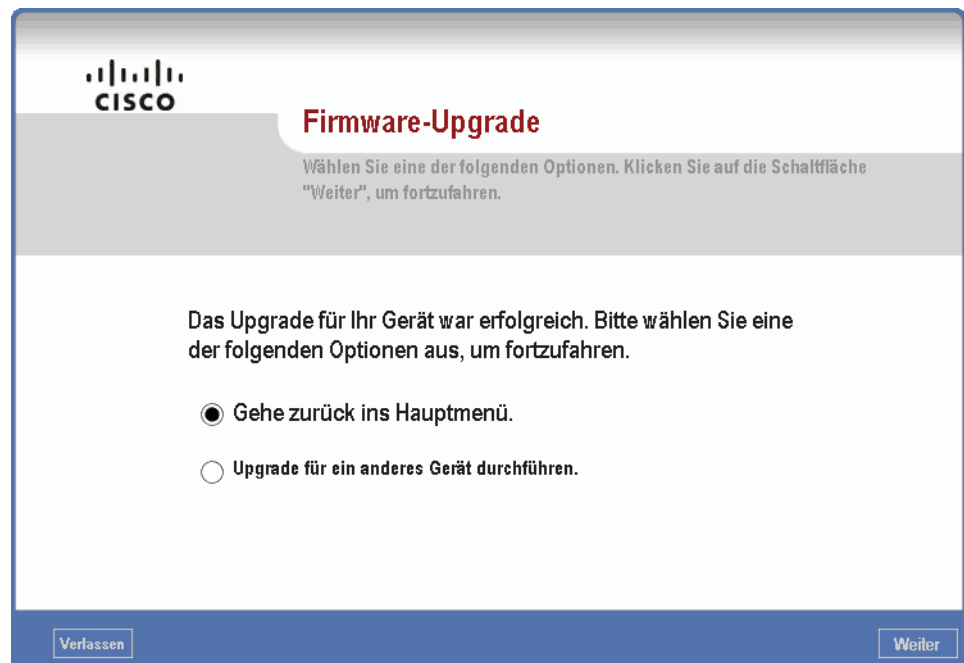 CISCO
Firmware-Upgrade
Wählen Sie eine der folgenden Optionen. Klicken Sie auf die Schaltfläche
"Weiter", um fortzufahren.
Das Upgrade für Ihr Gerät war erfolgreich. Bitte wählen Sie eine
der folgenden Optionen aus, um fortzufahren.
Gehe zurück ins Hauptmenü.
Upgrade für ein anderes Gerät durchführen.
Verlassen
Weiter